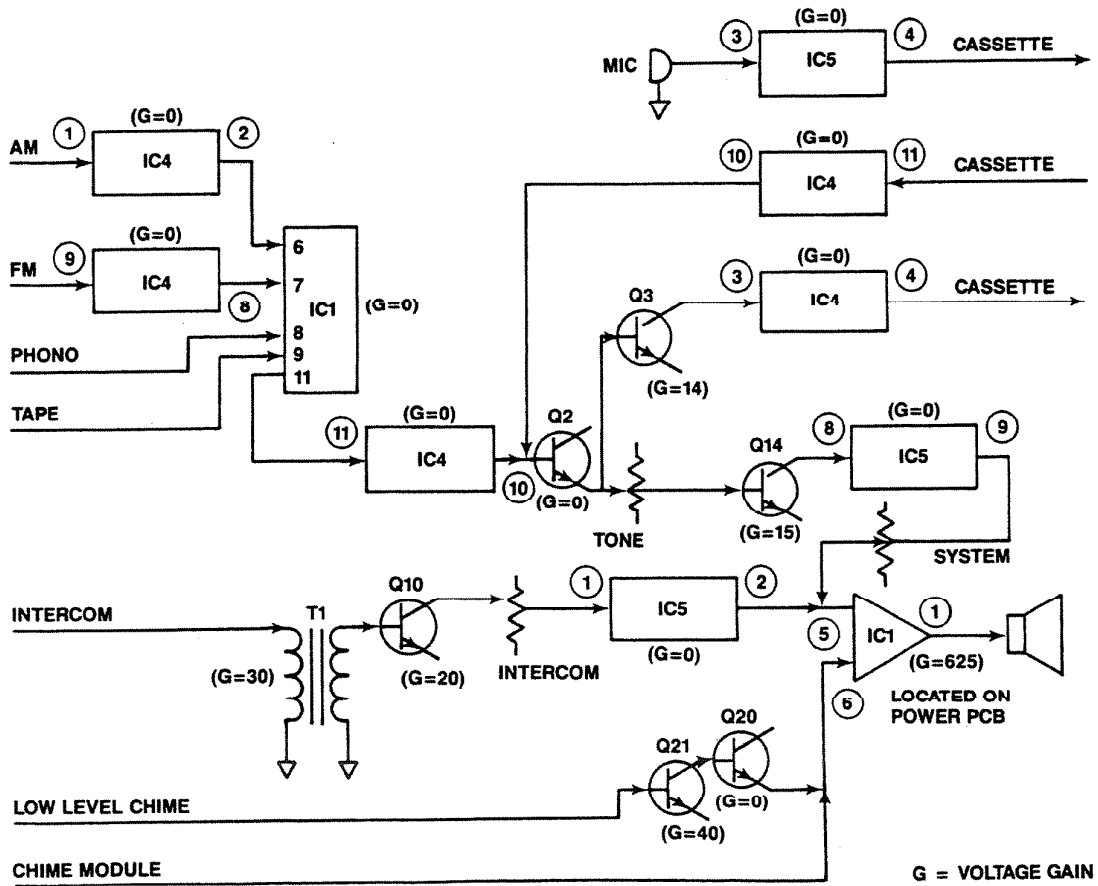 (G=0)
3
4
MIC
IC5
CASSETTE
(G=0)
AM
1
2
IC4
(G=0)
10
11
IC4
CASSETTE
(G=0)
FM
9
IC4
8
6
7
IC1
8
9
11
(G=0)
PHONO
TAPE
(G=0)
3
4
Q3
IC4
CASSETTE
(G=14)
(G=0)
11
IC4
10
Q2
(G=0)
TONE
Q14
(G=15)
(G=0)
8
9
IC5
SYSTEM
INTERCOM
T1
(G=30)
Q10
(G=20)
INTERCOM
1
2
IC5
(G=0)
5
IC1
1
(G=625)
6
LOCATED ON
POWER PCB
LOW LEVEL CHIME
Q21
(G=40)
Q20
(G=0)
CHIME MODULE
G = VOLTAGE GAIN